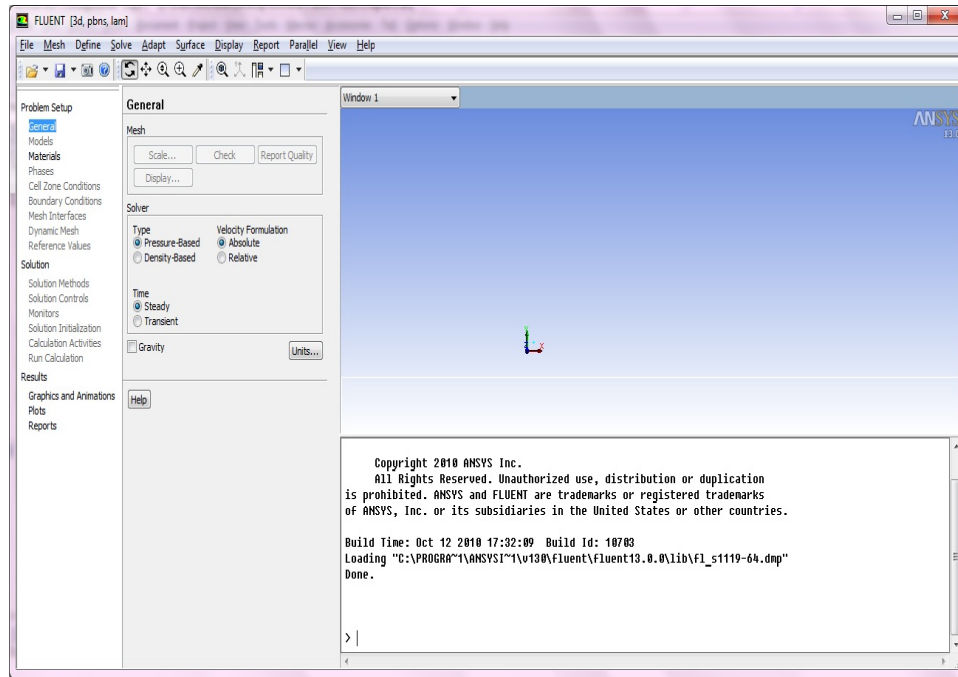 FLUENT [3d, pbns, lam]
File Mesh Define Solve Adapt Surface Display Report Parallel View Help
Problem Setup
General
Models
Materials
Phases
Cell Zone Conditions
Boundary Conditions
Mesh Interfaces
Dynamic Mesh
Reference Values
Solution
Solution Methods
Solution Controls
Monitors
Solution Initialization
Calculation Activities
Run Calculation
Results
Graphics and Animations
Plots
Reports
General
Mesh
Scale... Check Report Quality
Display...
Solver
Type Velocity Formulation
Pressure-Based Absolute
Density-Based Relative
Time
Steady
Transient
Gravity Units...
Help
Window 1
ANSYS
Y
Z X
Copyright 2010 ANSYS Inc.
All Rights Reserved. Unauthorized use, distribution or duplication
is prohibited. ANSYS and FLUENT are trademarks or registered trademarks
of ANSYS, Inc. or its subsidiaries in the United States or other countries.
Build Time: Oct 12 2010 17:32:09 Build Id: 10703
Loading "C:\PROGRA~1\ANSYSI~1\v130\fluent\fluent13.0.0\lib\fl_s1119-64.dmp"
Done.
>